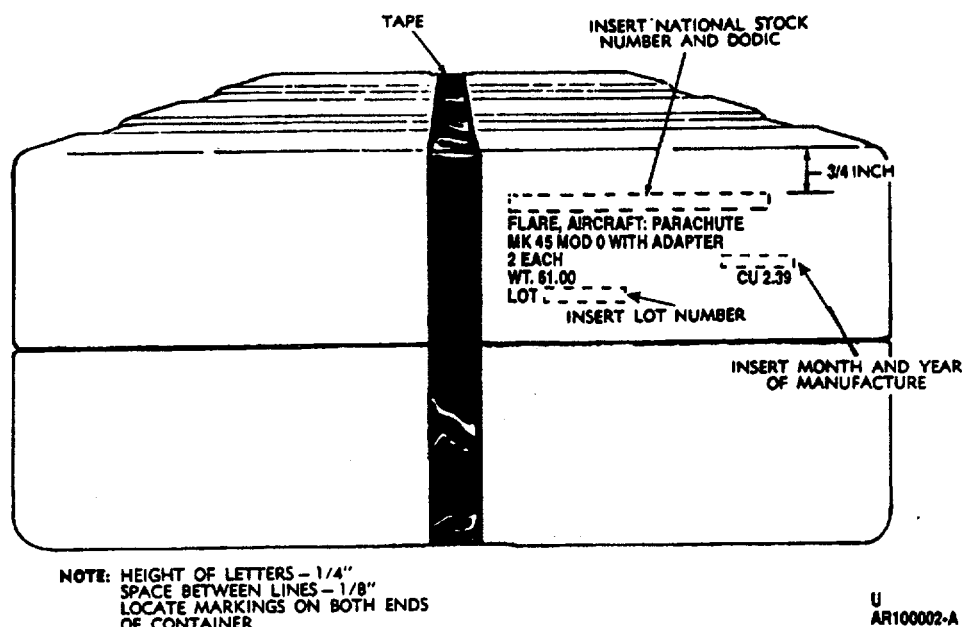 TAPE
INSERT NATIONAL STOCK
NUMBER AND DODIC
3/4 INCH
FLARE, AIRCRAFT: PARACHUTE
MK 45 MOD 0 WITH ADAPTER
2 EACH
WT. 61.00 CU 2.39
LOT
INSERT LOT NUMBER
INSERT MONTH AND YEAR
OF MANUFACTURE
NOTE: HEIGHT OF LETTERS – 1/4"
SPACE BETWEEN LINES – 1/8"
LOCATE MARKINGS ON BOTH ENDS
OF CONTAINER
U
AR100002-A